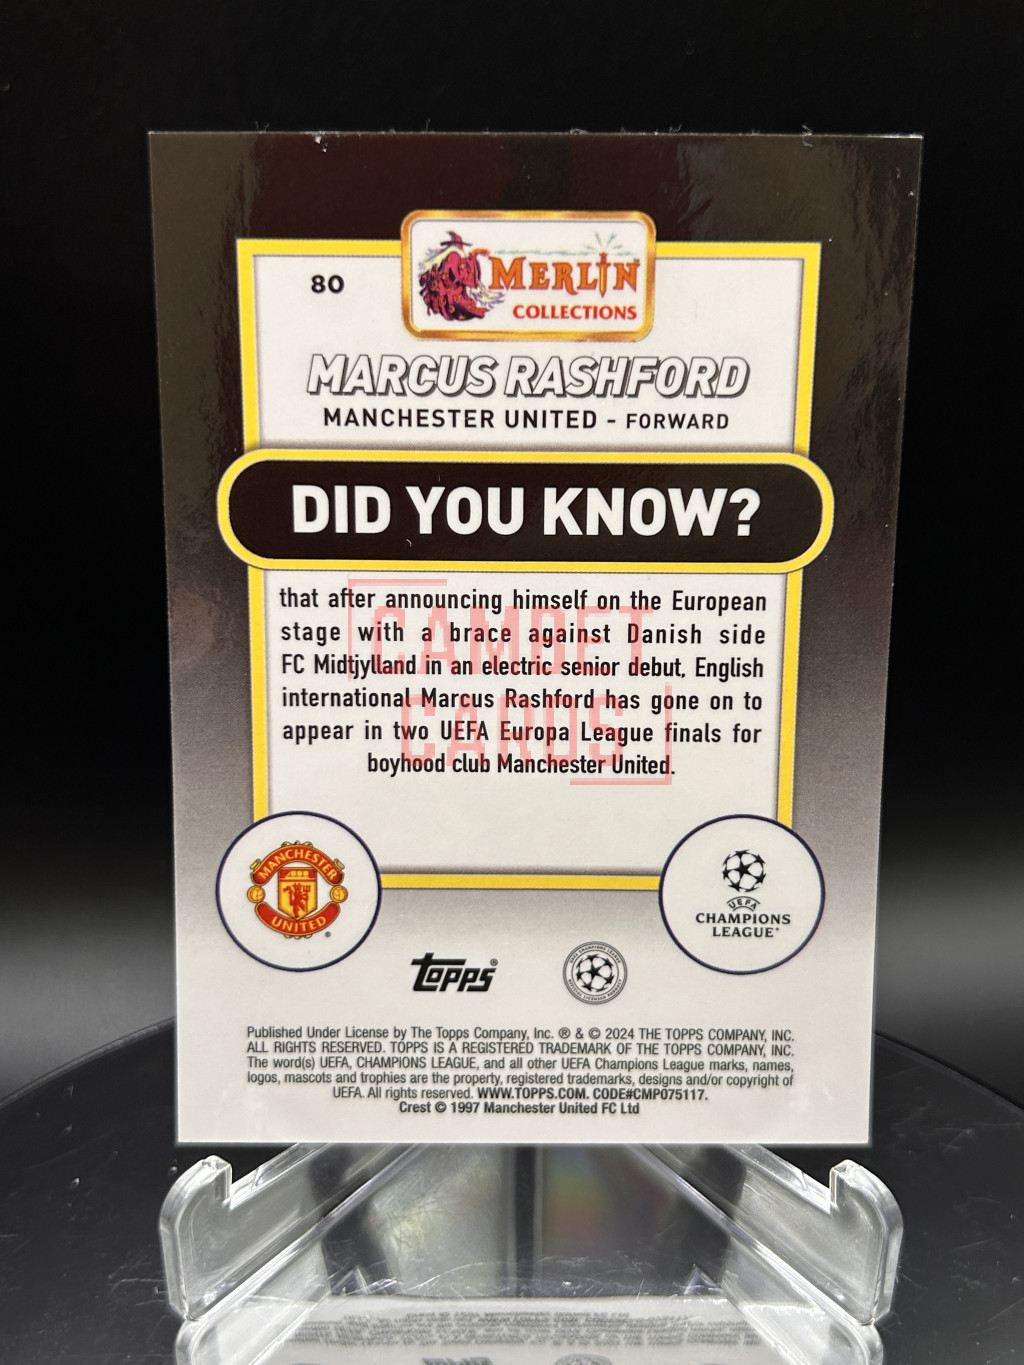 80
MERLIN™
COLLECTIONS
MARCUS RASHFORD
MANCHESTER UNITED - FORWARD
DID YOU KNOW?
that after announcing himself on the European
stage with a brace against Danish side
FC Midtjylland in an electric senior debut, English
international Marcus Rashford has gone on to
appear in two UEFA Europa League finals for
boyhood club Manchester United.
CAMDET
CARDS
MANCHESTER
UNITED
UEFA
CHAMPIONS
LEAGUE
topps®
Published Under License by The Topps Company, Inc. ® & © 2024 THE TOPPS COMPANY, INC.
ALL RIGHTS RESERVED. TOPPS IS A REGISTERED TRADEMARK OF THE TOPPS COMPANY, INC.
The word(s) UEFA, CHAMPIONS LEAGUE, and all other UEFA Champions League marks, names,
logos, mascots and trophies are the property, registered trademarks, designs and/or copyright of
UEFA. All rights reserved. WWW.TOPPS.COM. CODE#CMP075117.
Crest © 1997 Manchester United FC Ltd